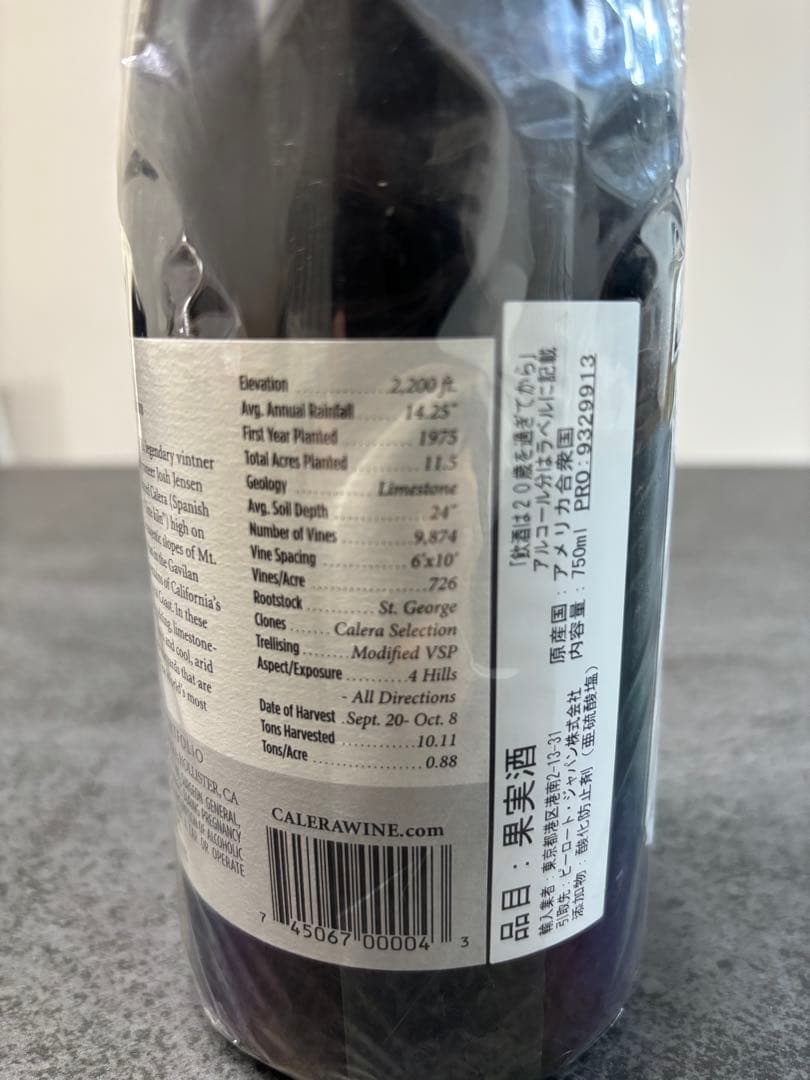 legendary vintner
Josh Jensen
Calera (Spanish
high on
slopes of Mt.
in the Gavilan
of California's
Coast. In these
limestone-
and cool, arid
that are
world's most
HOLLISTER, CA
GENERAL
PREGNANCY
OF ALCOHOLIC
OR OPERATE
Elevation 2,200 ft.
Avg. Annual Rainfall 14.25"
First Year Planted 1975
Total Acres Planted 11.5
Geology Limestone
Avg. Soil Depth 24"
Number of Vines 9,874
Vine Spacing 6'x10'
Vines/Acre 726
Rootstock St. George
Clones Calera Selection
Trellising Modified VSP
Aspect/Exposure 4 Hills
- All Directions
Date of Harvest Sept. 20- Oct. 8
Tons Harvested 10.11
Tons/Acre 0.88
CALERAWINE.com
7 45067 00004 3
「飲酒は20歳を過ぎてから」
アルコール分はラベルに記載
原産国：アメリカ合衆国
内容量：750ml PRO:9329913
品目：果実酒
輸入業者：東京都港区港南2-13-31
引取先：ピーロート・ジャパン株式会社
添加物：酸化防止剤（亜硫酸塩）